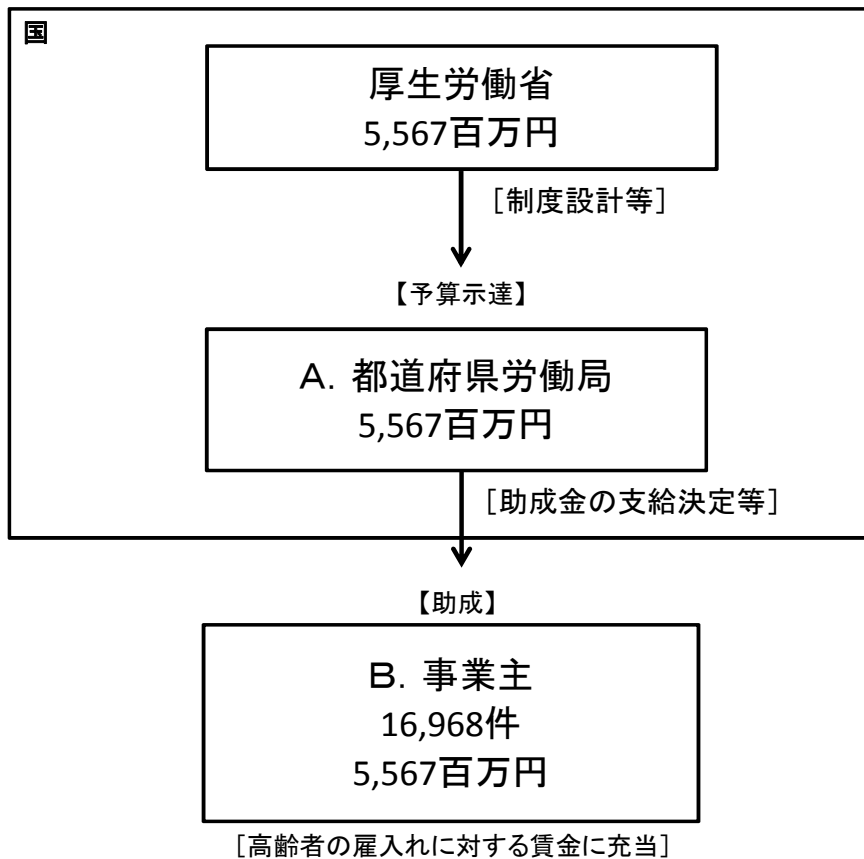 国
厚生労働省
5,567百万円
［制度設計等］
【予算示達】
A．都道府県労働局
5,567百万円
［助成金の支給決定等］
【助成】
B．事業主
16,968件
5,567百万円
［高齢者の雇入れに対する賃金に充当］